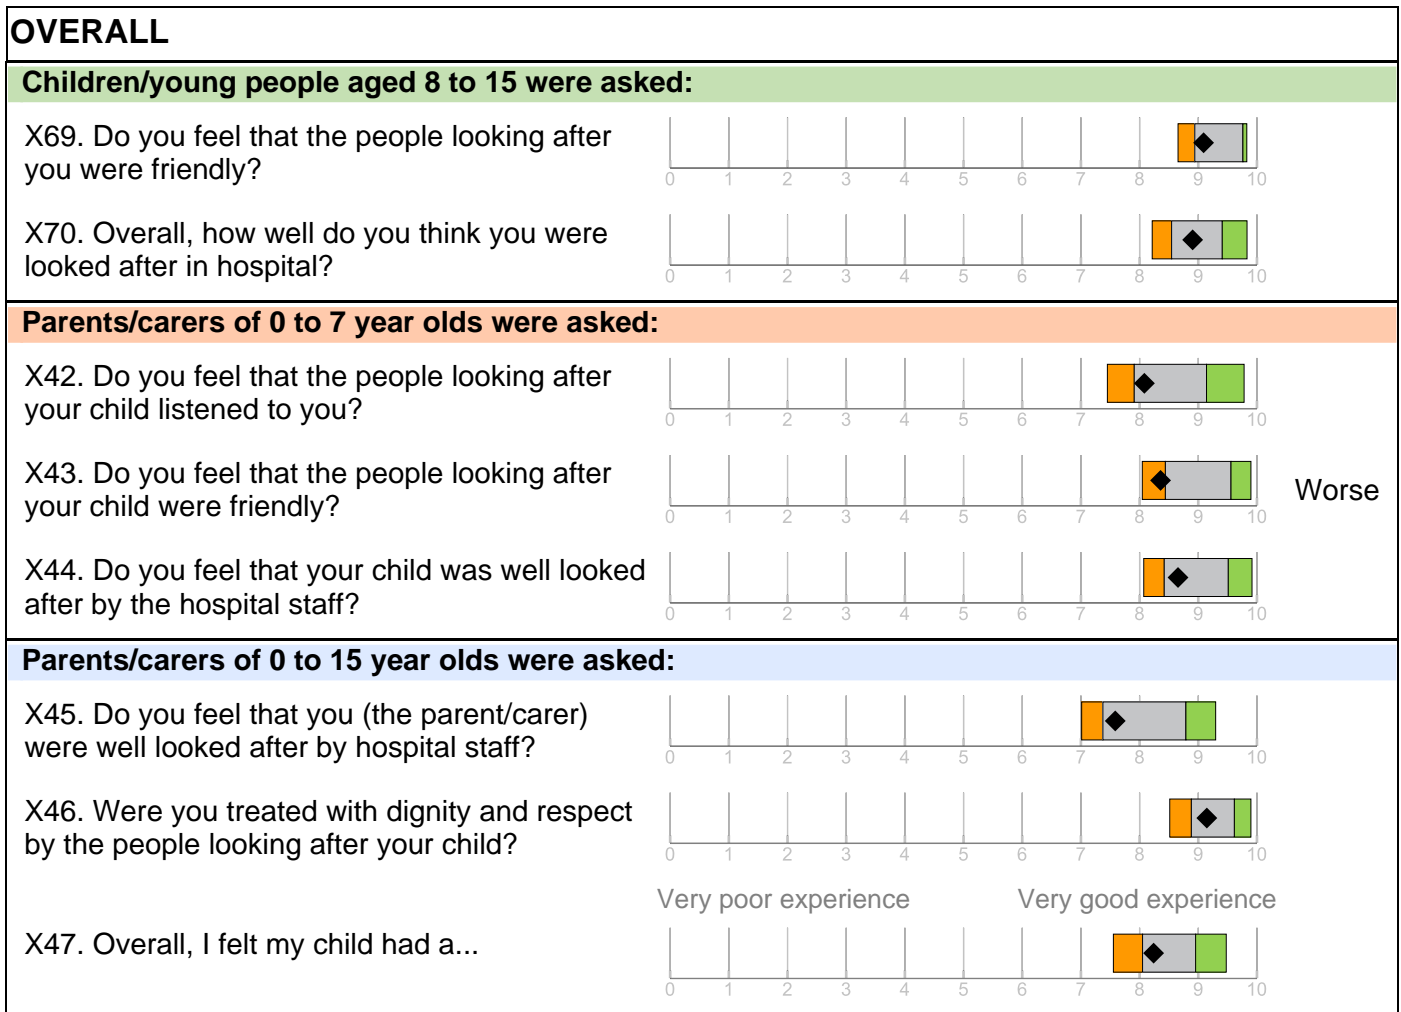 OVERALL
Children/young people aged 8 to 15 were asked:
X69. Do you feel that the people looking after
you were friendly?
0 1 2 3 4 5 6 7 8 9 10
X70. Overall, how well do you think you were
looked after in hospital?
0 1 2 3 4 5 6 7 8 9 10
Parents/carers of 0 to 7 year olds were asked:
X42. Do you feel that the people looking after
your child listened to you?
0 1 2 3 4 5 6 7 8 9 10
X43. Do you feel that the people looking after
your child were friendly?
0 1 2 3 4 5 6 7 8 9 10
Worse
X44. Do you feel that your child was well looked
after by the hospital staff?
0 1 2 3 4 5 6 7 8 9 10
Parents/carers of 0 to 15 year olds were asked:
X45. Do you feel that you (the parent/carer)
were well looked after by hospital staff?
0 1 2 3 4 5 6 7 8 9 10
X46. Were you treated with dignity and respect
by the people looking after your child?
0 1 2 3 4 5 6 7 8 9 10
Very poor experience Very good experience
X47. Overall, I felt my child had a...
0 1 2 3 4 5 6 7 8 9 10